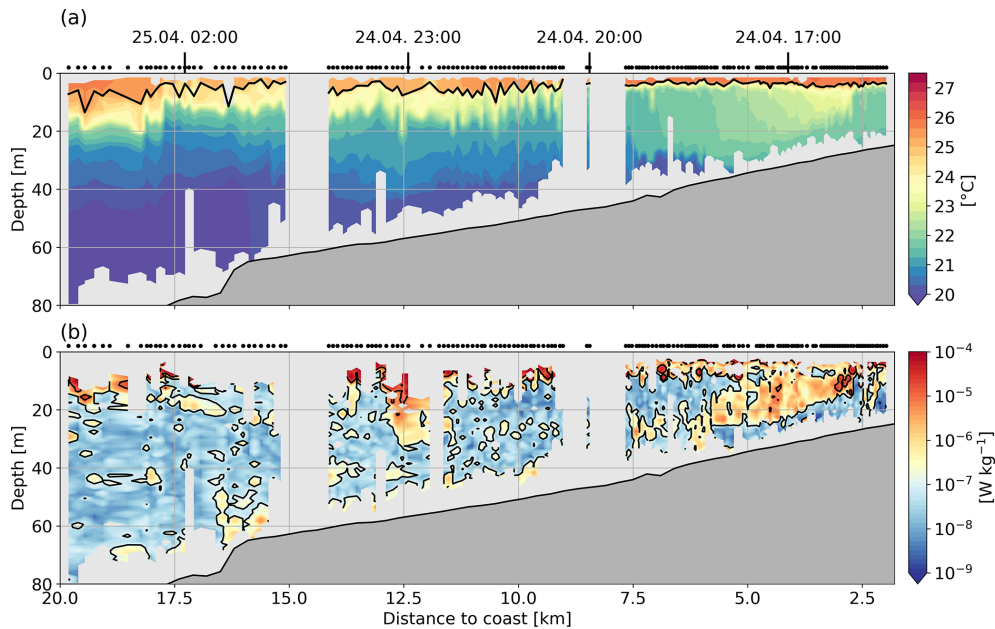 (a)
25.04. 02:00 24.04. 23:00 24.04. 20:00 24.04. 17:00
0
20
40
60
80
Depth [m]
27
26
25
24
23
22
21
20
[°C]
(b)
0
20
40
60
80
Depth [m]
10⁻⁴
10⁻⁵
10⁻⁶
10⁻⁷
10⁻⁸
10⁻⁹
[W kg⁻¹]
20.0 17.5 15.0 12.5 10.0 7.5 5.0 2.5
Distance to coast [km]